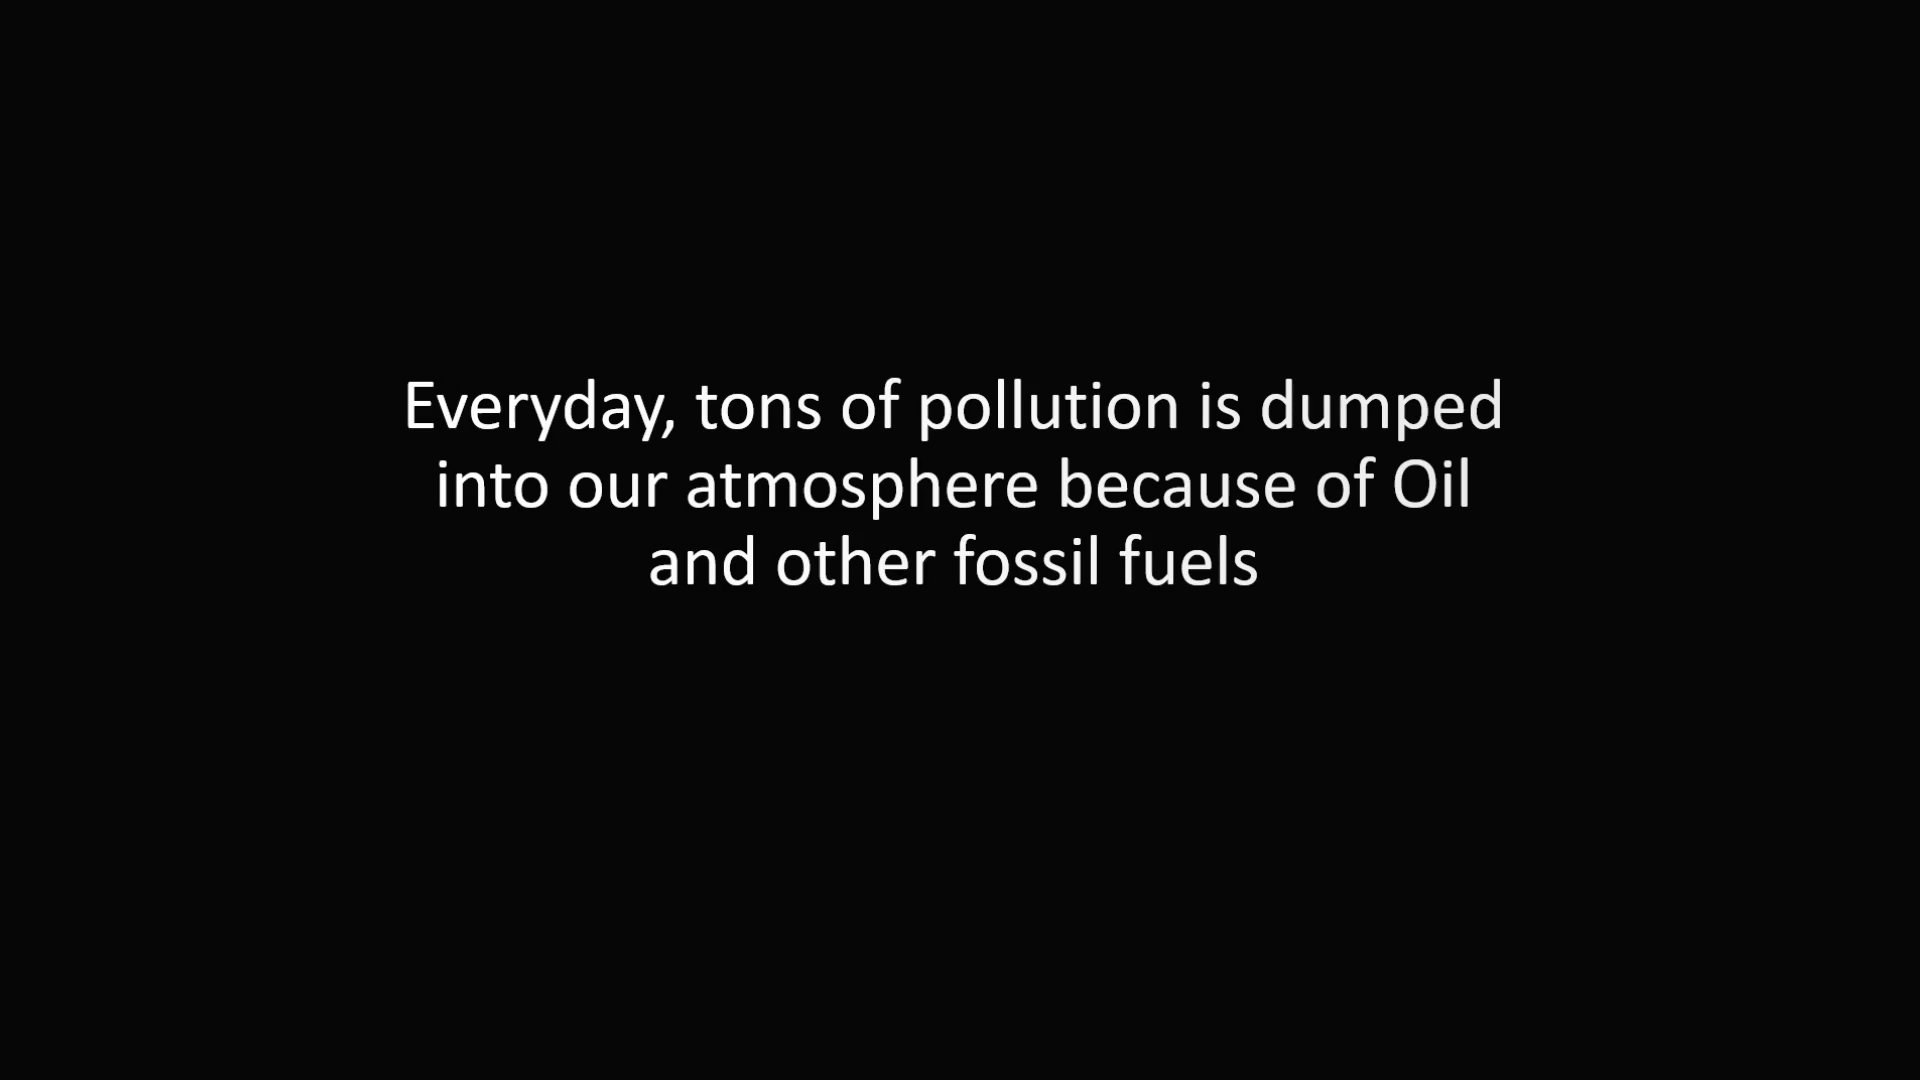 Everyday, tons of pollution is dumped
into our atmosphere because of Oil
and other fossil fuels